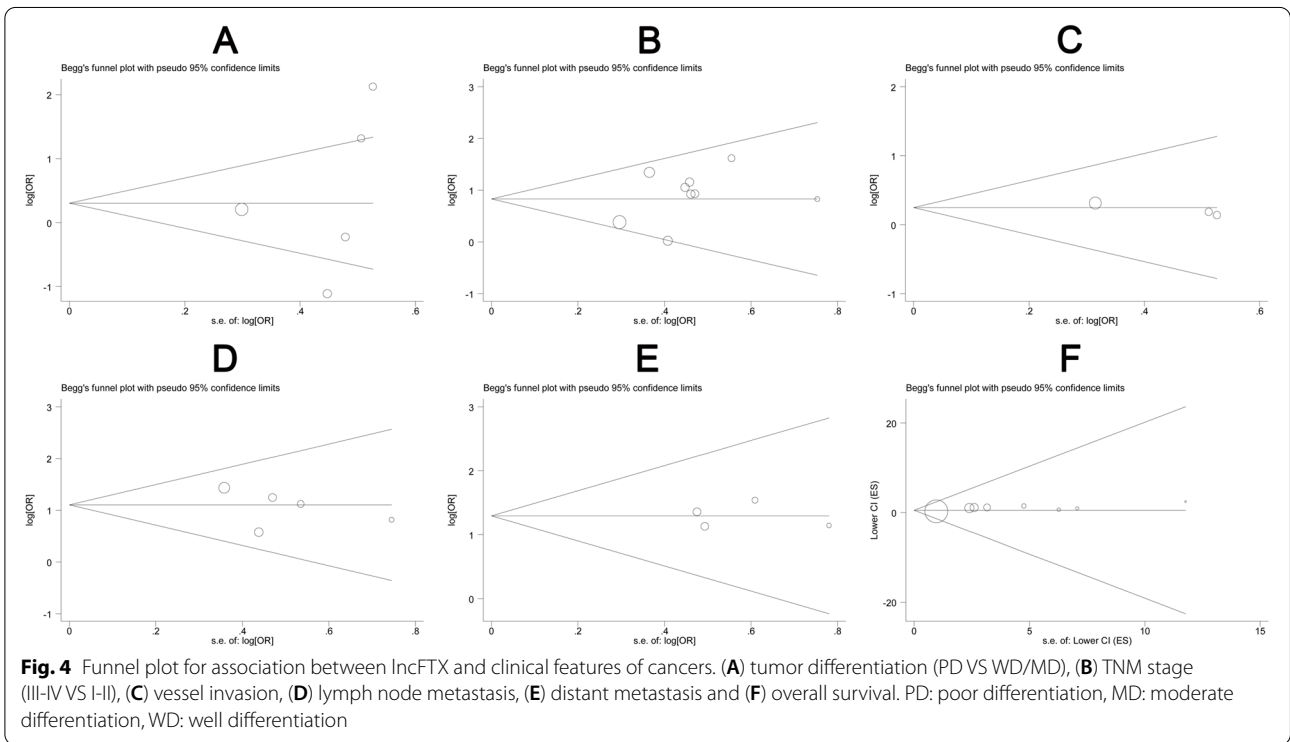 A
Begg's funnel plot with pseudo 95% confidence limits
log[OR]
2
1
0
-1
0
.2
.4
.6
s.e. of: log[OR]
B
Begg's funnel plot with pseudo 95% confidence limits
log[OR]
3
2
1
0
-1
0
.2
.4
.6
.8
s.e. of: log[OR]
C
Begg's funnel plot with pseudo 95% confidence limits
log[OR]
2
1
0
-1
0
.2
.4
.6
s.e. of: log[OR]
D
Begg's funnel plot with pseudo 95% confidence limits
log[OR]
3
2
1
0
-1
0
.2
.4
.6
.8
s.e. of: log[OR]
E
Begg's funnel plot with pseudo 95% confidence limits
log[OR]
3
2
1
0
0
.2
.4
.6
.8
s.e. of: log[OR]
F
Begg's funnel plot with pseudo 95% confidence limits
Lower CI (ES)
20
0
-20
0
5
10
15
s.e. of: Lower CI (ES)
Fig. 4 Funnel plot for association between lncFTX and clinical features of cancers. (A) tumor differentiation (PD VS WD/MD), (B) TNM stage
(III-IV VS I-II), (C) vessel invasion, (D) lymph node metastasis, (E) distant metastasis and (F) overall survival. PD: poor differentiation, MD: moderate
differentiation, WD: well differentiation